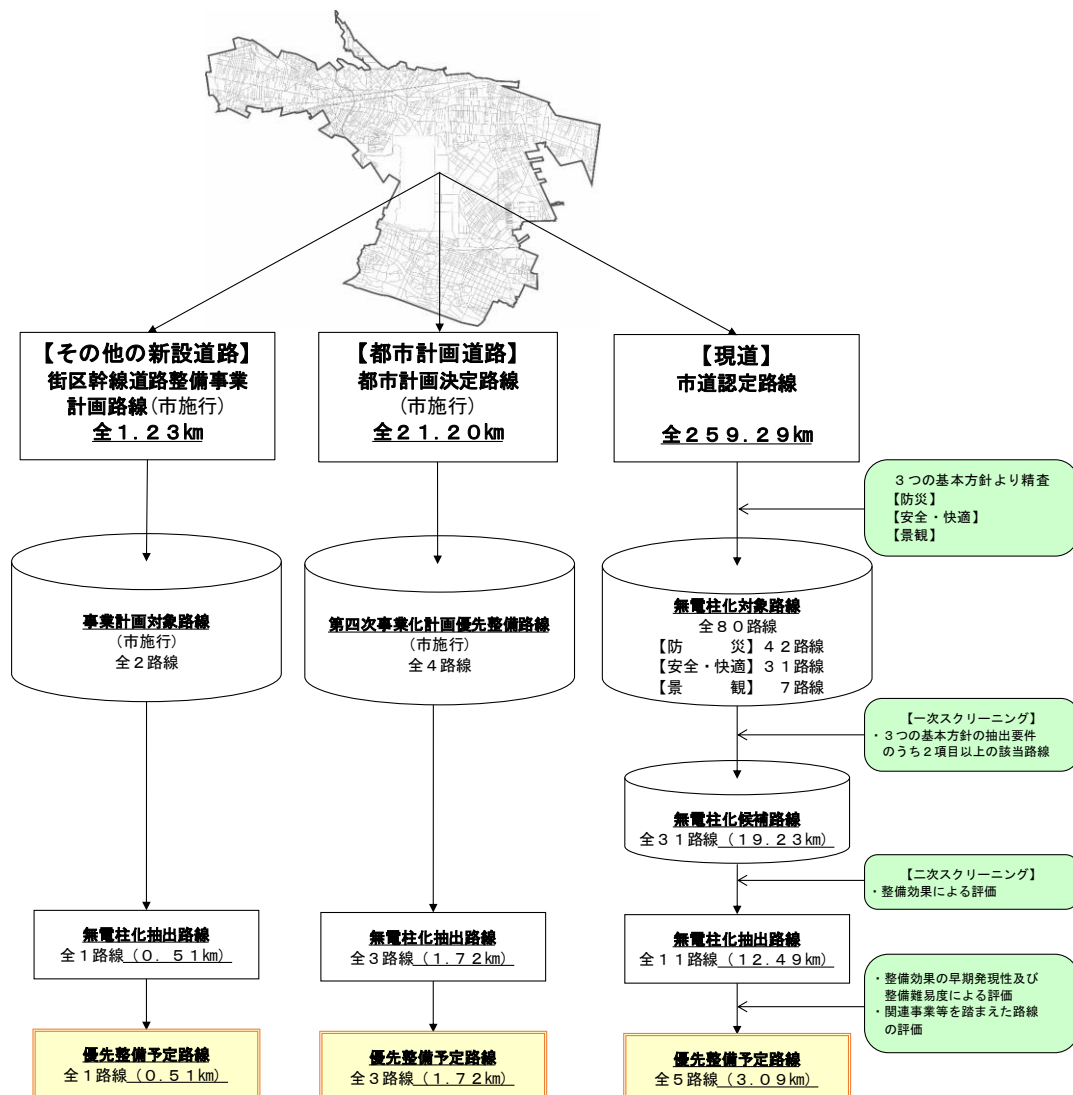 【その他の新設道路】
街区幹線道路整備事業
計画路線(市施行)
全1.23km
【都市計画道路】
都市計画決定路線
(市施行)
全21.20km
【現道】
市道認定路線
全259.29km
3つの基本方針より精査
【防災】
【安全・快適】
【景観】
事業計画対象路線
(市施行)
全2路線
第四次事業化計画優先整備路線
(市施行)
全4路線
無電柱化対象路線
全80路線
【防　　災】42路線
【安全・快適】31路線
【景　　観】　7路線
【一次スクリーニング】
・3つの基本方針の抽出要件
のうち2項目以上の該当路線
無電柱化候補路線
全31路線(19.23km)
【二次スクリーニング】
・整備効果による評価
無電柱化抽出路線
全1路線(0.51km)
無電柱化抽出路線
全3路線(1.72km)
無電柱化抽出路線
全11路線(12.49km)
・整備効果の早期発現性及び
整備難易度による評価
・関連事業等を踏まえた路線
の評価
優先整備予定路線
全1路線(0.51km)
優先整備予定路線
全3路線(1.72km)
優先整備予定路線
全5路線(3.09km)